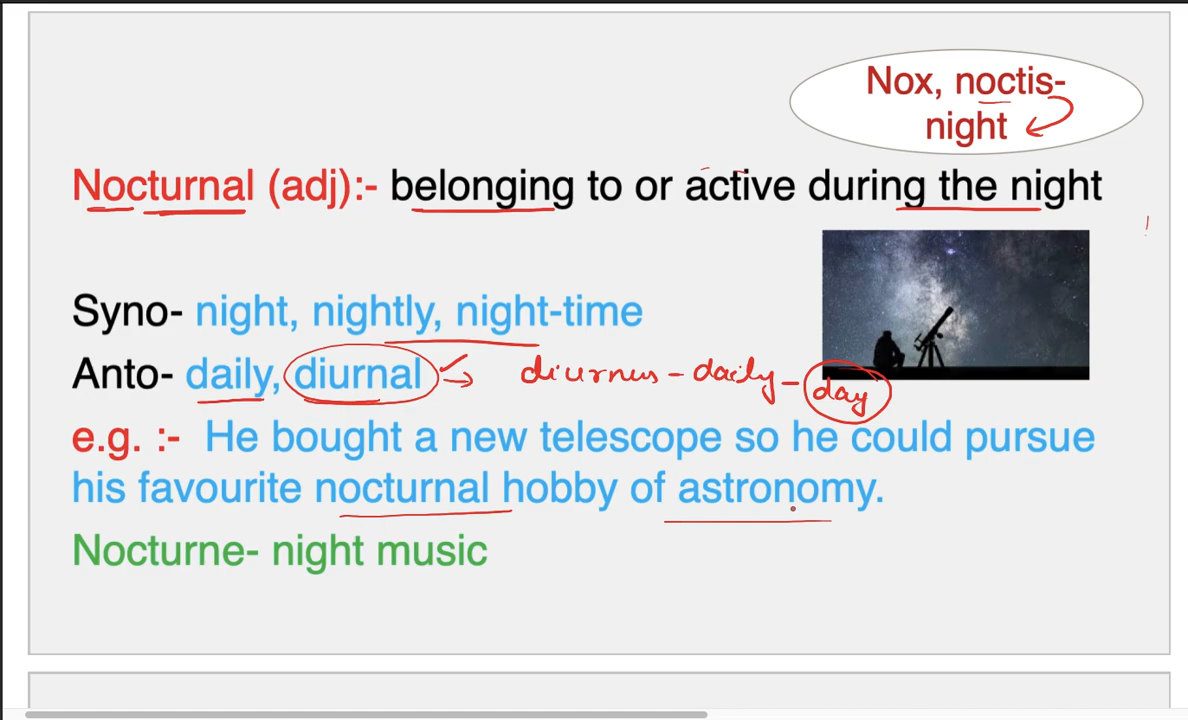 Nox, noctis-
night
Nocturnal (adj):- belonging to or active during the night
Syno- night, nightly, night-time
Anto- daily, diurnal diurnus - daily - day
e.g. :- He bought a new telescope so he could pursue
his favourite nocturnal hobby of astronomy.
Nocturne- night music